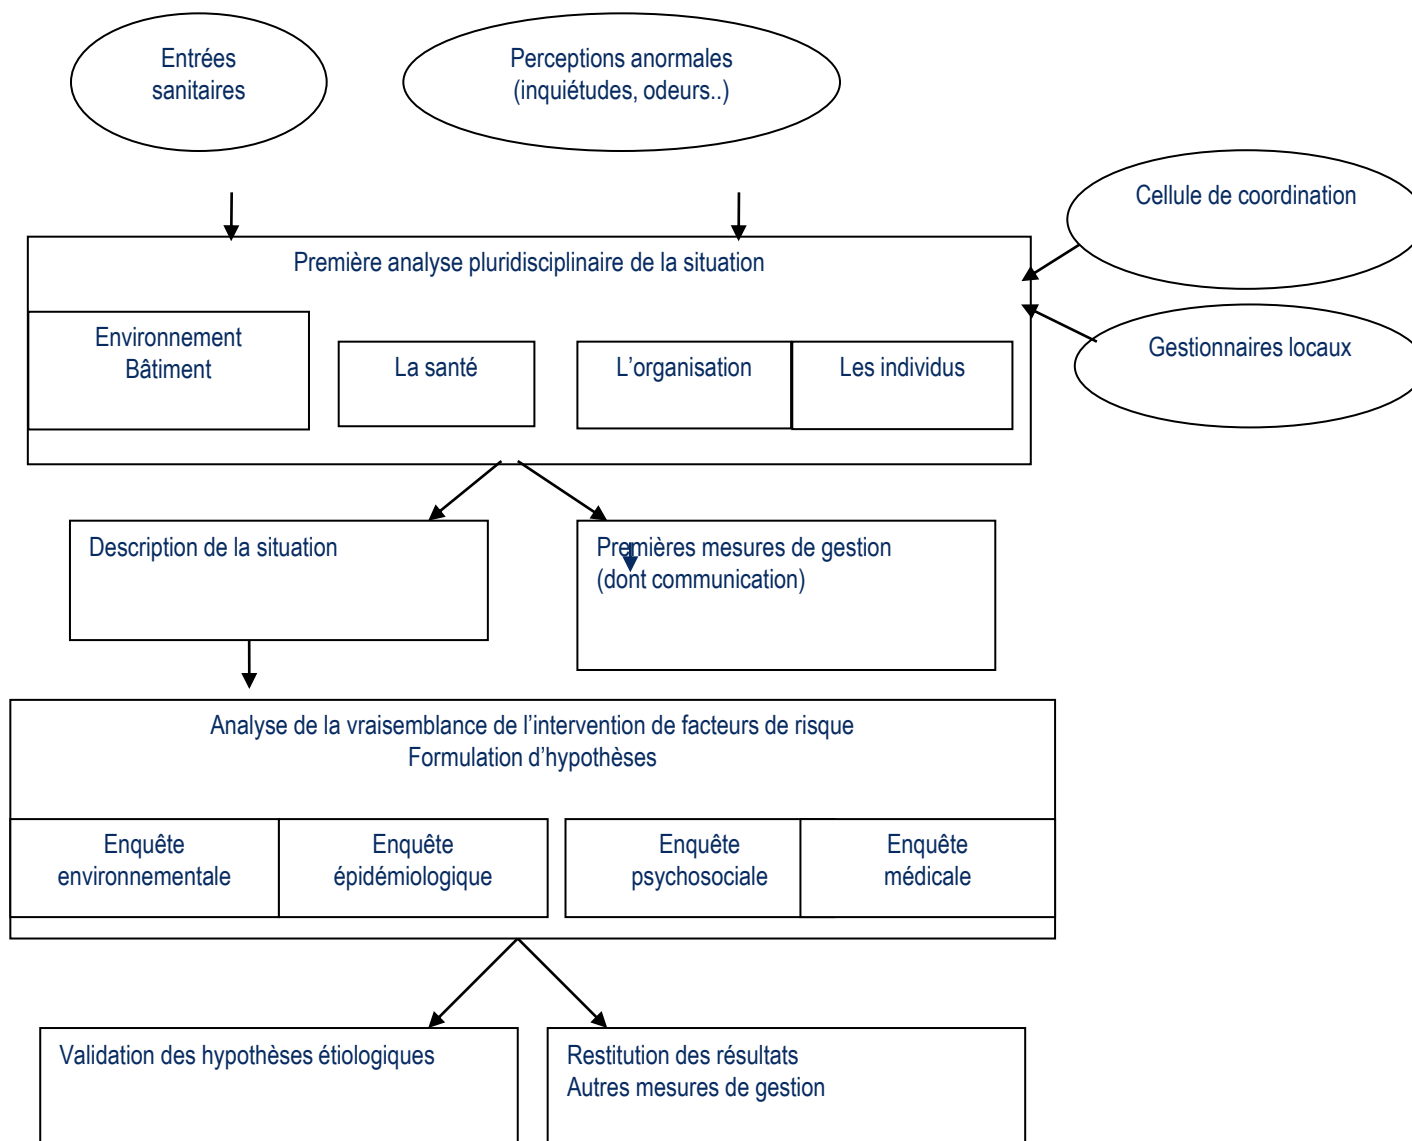 Entrées
sanitaires
Perceptions anormales
(inquiétudes, odeurs..)
Cellule de coordination
Gestionnaires locaux
Première analyse pluridisciplinaire de la situation
Environnement
Bâtiment
La santé
L’organisation
Les individus
Description de la situation
Premières mesures de gestion
(dont communication)
Analyse de la vraisemblance de l’intervention de facteurs de risque
Formulation d’hypothèses
Enquête
environnementale
Enquête
épidémiologique
Enquête
psychosociale
Enquête
médicale
Validation des hypothèses étiologiques
Restitution des résultats
Autres mesures de gestion